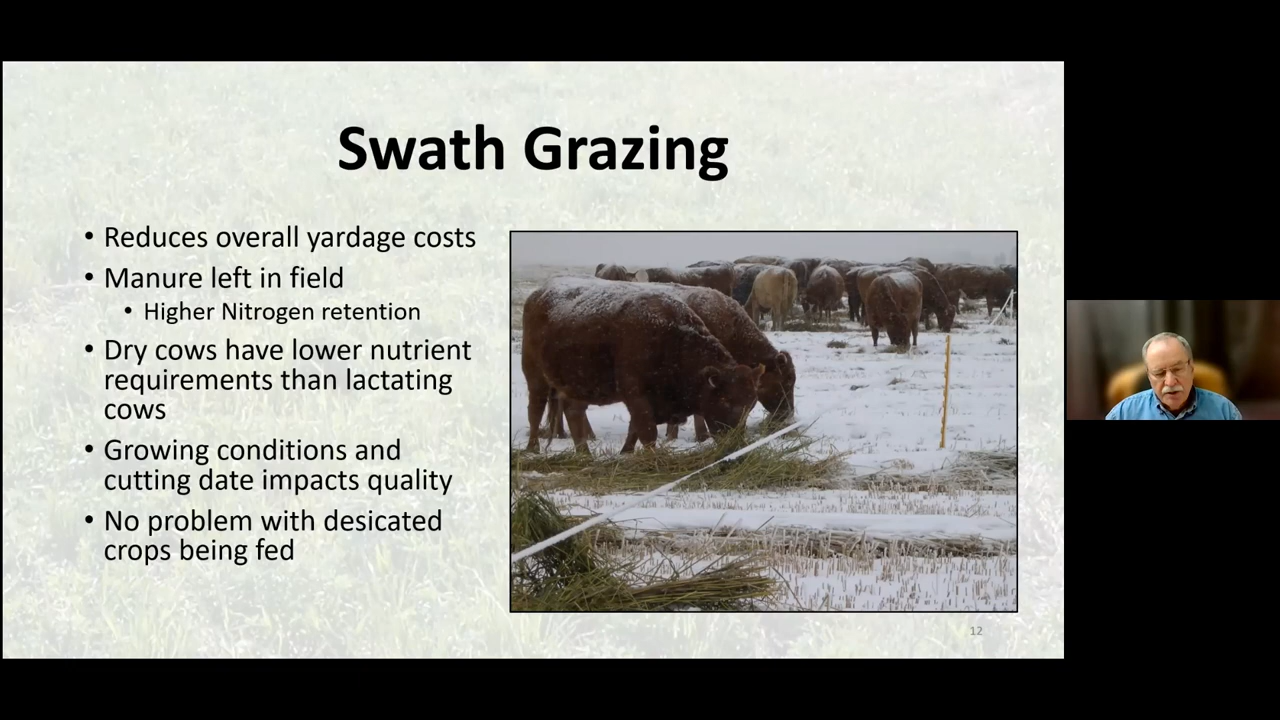 Swath Grazing
• Reduces overall yardage costs
• Manure left in field
• Higher Nitrogen retention
• Dry cows have lower nutrient
requirements than lactating
cows
• Growing conditions and
cutting date impacts quality
• No problem with desicated
crops being fed
12